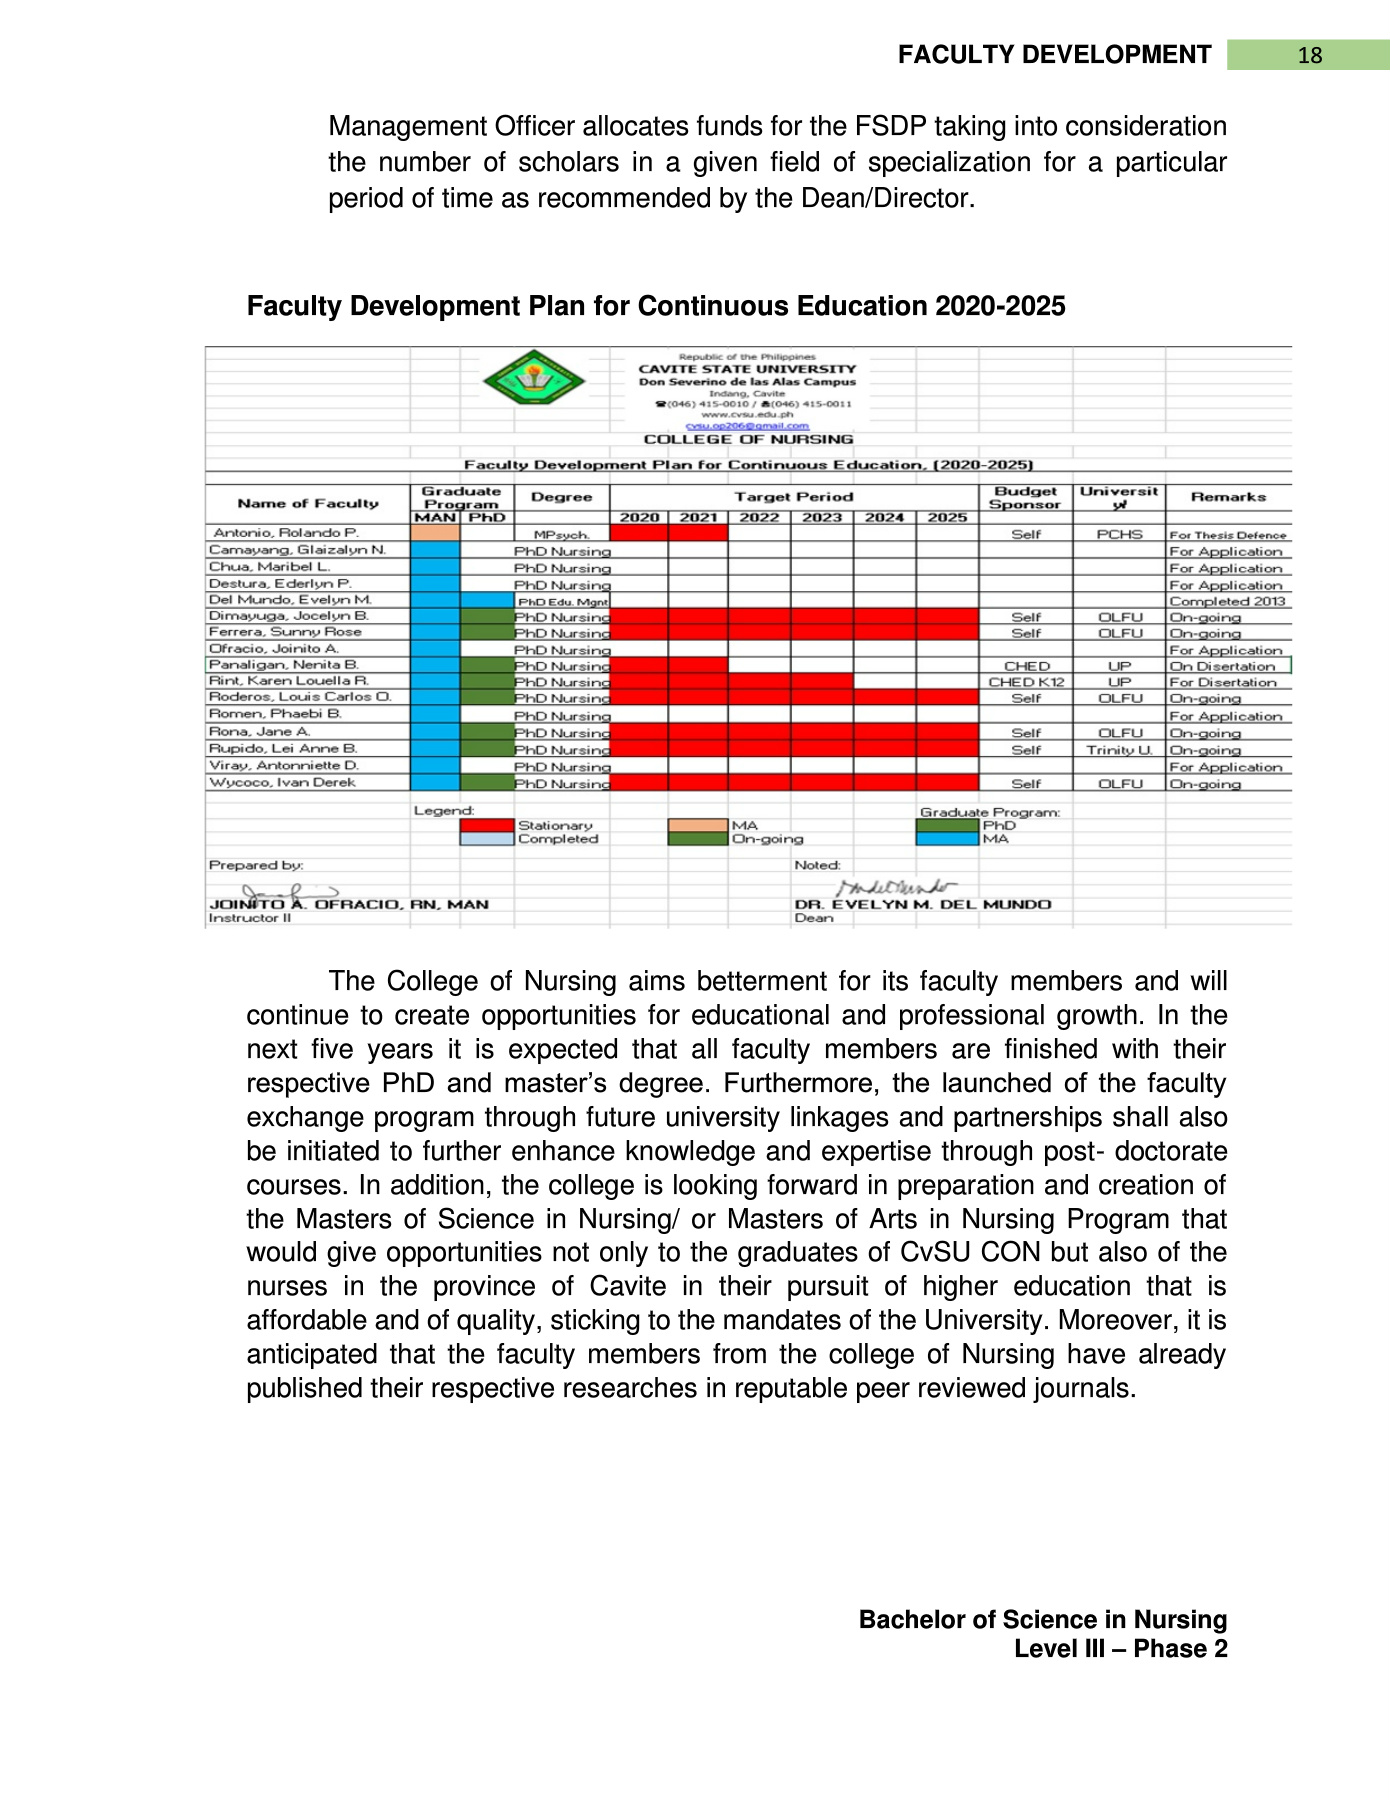 FACULTY DEVELOPMENT 18
Management Officer allocates funds for the FSDP taking into consideration
the number of scholars in a given field of specialization for a particular
period of time as recommended by the Dean/Director.
Faculty Development Plan for Continuous Education 2020-2025
Republic of the Philippines
CAVITE STATE UNIVERSITY
Don Severino de las Alas Campus
Indang, Cavite
☎(046) 415-0010 / 🖷(046) 415-0011
www.cvsu.edu.ph
cvsu.op206@gmail.com
COLLEGE OF NURSING
Faculty Development Plan for Continuous Education, (2020-2025)
Name of Faculty Graduate Program Degree Target Period Budget Sponsor University Remarks
MAN PhD 2020 2021 2022 2023 2024 2025
Antonio, Rolando P. MPsych. Self PCHS For Thesis Defence
Camayang, Glaizalyn N. PhD Nursing For Application
Chua, Maribel L. PhD Nursing For Application
Destura, Ederlyn P. PhD Nursing For Application
Del Mundo, Evelyn M. PhD Edu. Mgnt Completed 2013
Dimayuga, Jocelyn B. PhD Nursing Self OLFU On-going
Ferrera, Sunny Rose PhD Nursing Self OLFU On-going
Ofracio, Joinito A. PhD Nursing For Application
Panaligan, Nenita B. PhD Nursing CHED UP On Disertation
Rint, Karen Louella R. PhD Nursing CHED K12 UP For Disertation
Roderos, Louis Carlos O. PhD Nursing Self OLFU On-going
Romen, Phaebi B. PhD Nursing For Application
Rona, Jane A. PhD Nursing Self OLFU On-going
Rupido, Lei Anne B. PhD Nursing Self Trinity U. On-going
Viray, Antonniette D. PhD Nursing For Application
Wycoco, Ivan Derek PhD Nursing Self OLFU On-going
Legend: Graduate Program:
Stationary MA PhD
Completed On-going MA
Prepared by: Noted:
JOINITO A. OFRACIO, RN, MAN DR. EVELYN M. DEL MUNDO
Instructor II Dean
The College of Nursing aims betterment for its faculty members and will
continue to create opportunities for educational and professional growth. In the
next five years it is expected that all faculty members are finished with their
respective PhD and master’s degree. Furthermore, the launched of the faculty
exchange program through future university linkages and partnerships shall also
be initiated to further enhance knowledge and expertise through post- doctorate
courses. In addition, the college is looking forward in preparation and creation of
the Masters of Science in Nursing/ or Masters of Arts in Nursing Program that
would give opportunities not only to the graduates of CvSU CON but also of the
nurses in the province of Cavite in their pursuit of higher education that is
affordable and of quality, sticking to the mandates of the University. Moreover, it is
anticipated that the faculty members from the college of Nursing have already
published their respective researches in reputable peer reviewed journals.
Bachelor of Science in Nursing
Level III – Phase 2